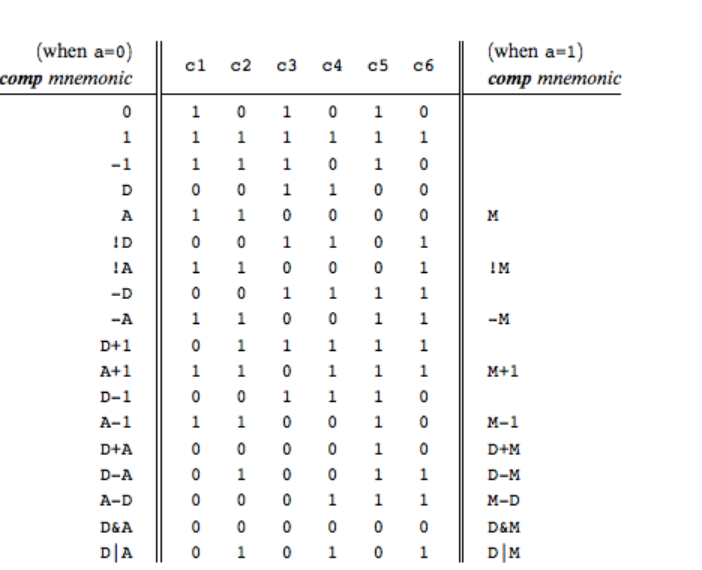 (when a=0) (when a=1)
c1 c2 c3 c4 c5 c6
comp mnemonic comp mnemonic
0 1 0 1 0 1 0
1 1 1 1 1 1 1
-1 1 1 1 0 1 0
D 0 0 1 1 0 0
A 1 1 0 0 0 0 M
!D 0 0 1 1 0 1
!A 1 1 0 0 0 1 !M
-D 0 0 1 1 1 1
-A 1 1 0 0 1 1 -M
D+1 0 1 1 1 1 1
A+1 1 1 0 1 1 1 M+1
D-1 0 0 1 1 1 0
A-1 1 1 0 0 1 0 M-1
D+A 0 0 0 0 1 0 D+M
D-A 0 1 0 0 1 1 D-M
A-D 0 0 0 1 1 1 M-D
D&A 0 0 0 0 0 0 D&M
D|A 0 1 0 1 0 1 D|M